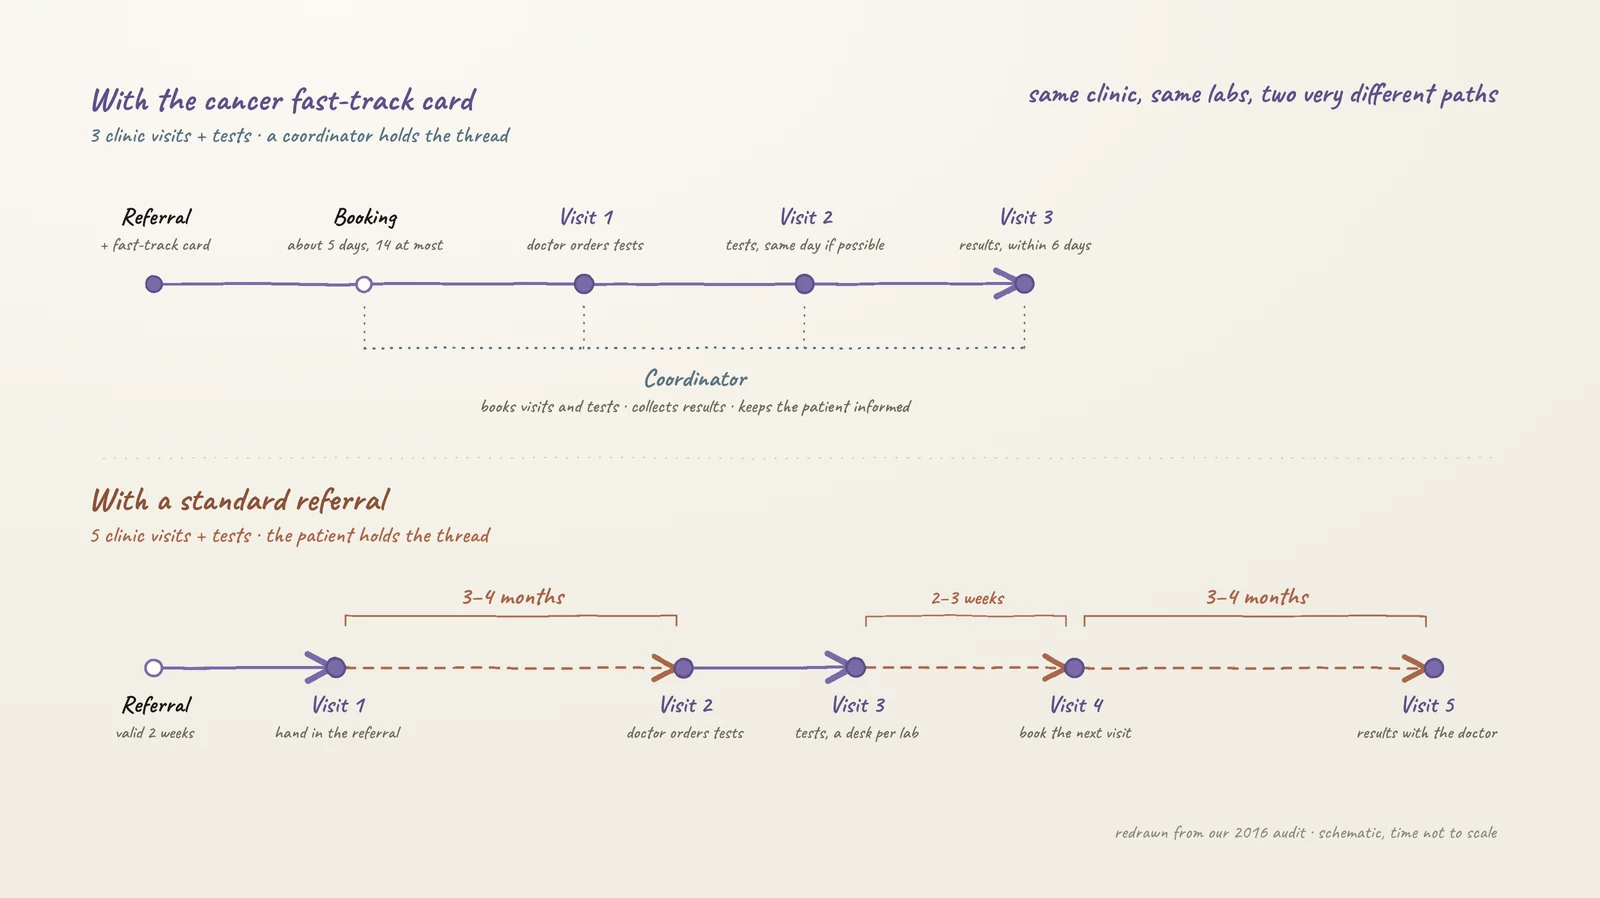 With the cancer fast-track card
same clinic, same labs, two very different paths
3 clinic visits + tests · a coordinator holds the thread
Referral
+ fast-track card
Booking
about 5 days, 14 at most
Visit 1
doctor orders tests
Visit 2
tests, same day if possible
Visit 3
results, within 6 days
Coordinator
books visits and tests · collects results · keeps the patient informed
With a standard referral
5 clinic visits + tests · the patient holds the thread
3–4 months
2–3 weeks
3–4 months
Referral
valid 2 weeks
Visit 1
hand in the referral
Visit 2
doctor orders tests
Visit 3
tests, a desk per lab
Visit 4
book the next visit
Visit 5
results with the doctor
redrawn from our 2016 audit · schematic, time not to scale